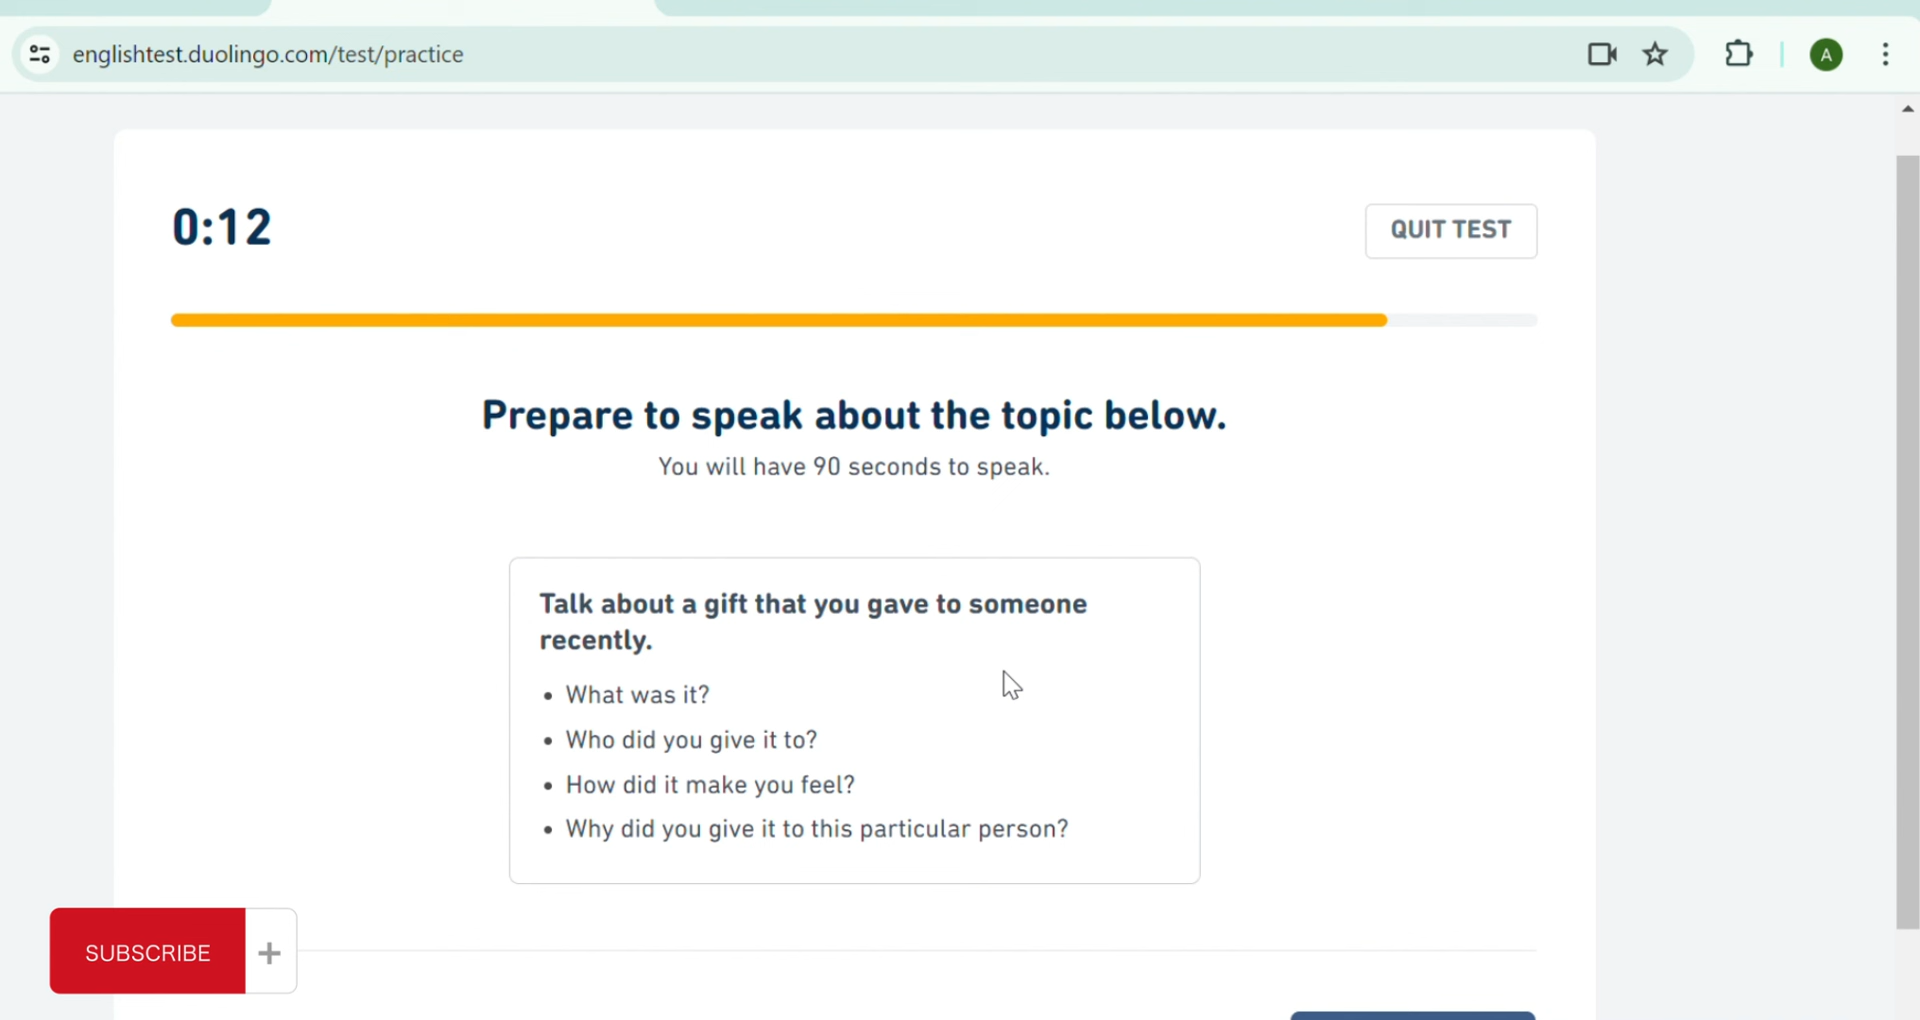 englishtest.duolingo.com/test/practice
A
0:12
QUIT TEST
Prepare to speak about the topic below.
You will have 90 seconds to speak.
Talk about a gift that you gave to someone
recently.
• What was it?
• Who did you give it to?
• How did it make you feel?
• Why did you give it to this particular person?
SUBSCRIBE +